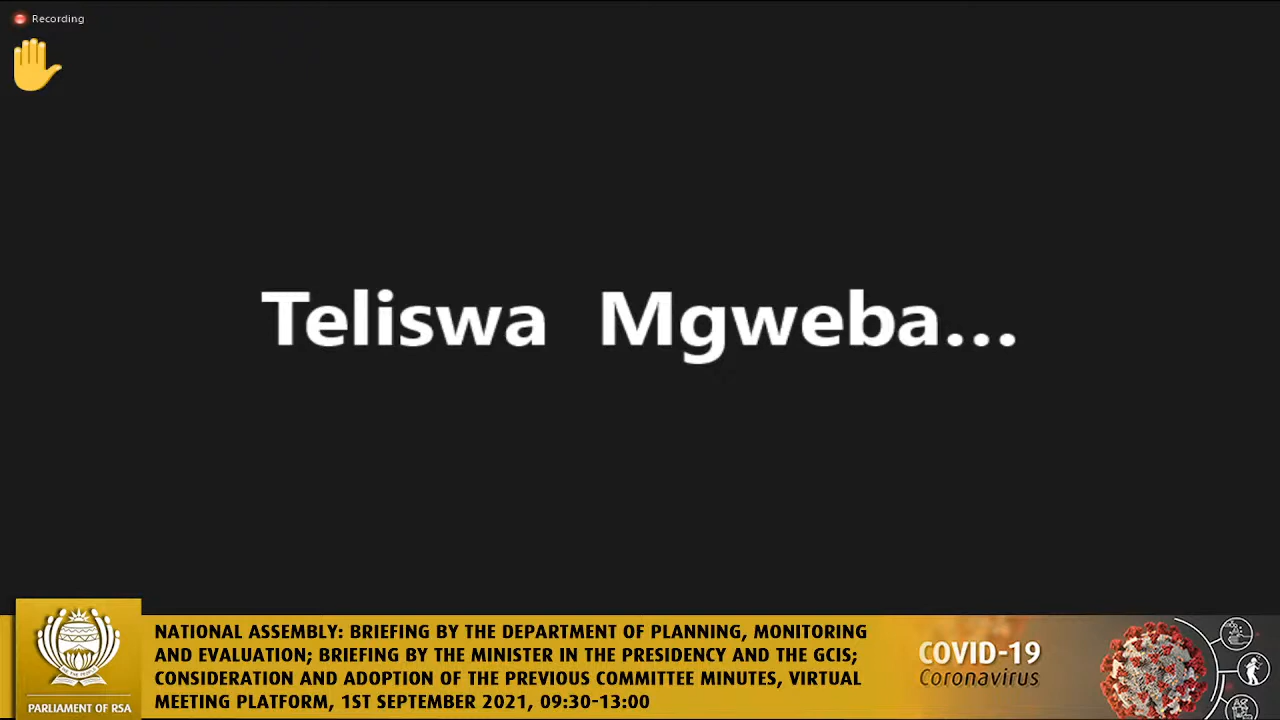 Recording
Teliswa Mgweba...
NATIONAL ASSEMBLY: BRIEFING BY THE DEPARTMENT OF PLANNING, MONITORING
AND EVALUATION; BRIEFING BY THE MINISTER IN THE PRESIDENCY AND THE GCIS;
CONSIDERATION AND ADOPTION OF THE PREVIOUS COMMITTEE MINUTES, VIRTUAL
MEETING PLATFORM, 1ST SEPTEMBER 2021, 09:30-13:00
PARLIAMENT OF RSA
COVID-19
Coronavirus